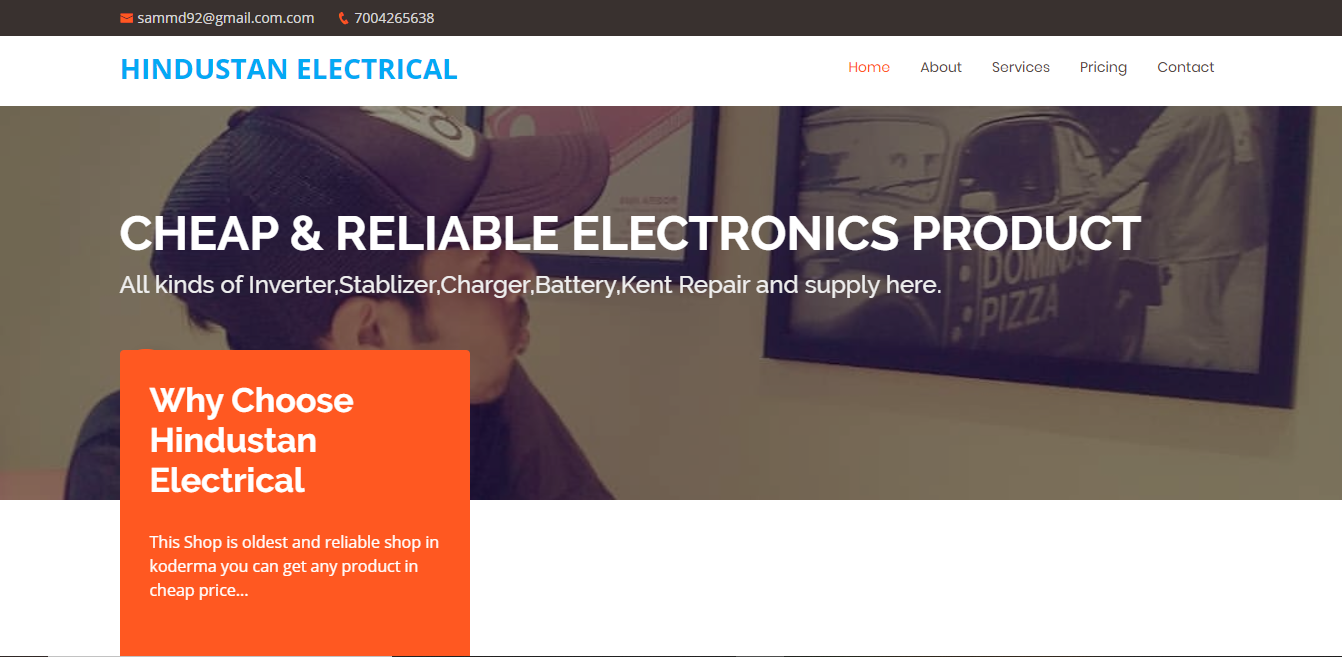 sammd92@gmail.com.com 7004265638
HINDUSTAN ELECTRICAL
Home About Services Pricing Contact
CHEAP & RELIABLE ELECTRONICS PRODUCT
All kinds of Inverter,Stablizer,Charger,Battery,Kent Repair and supply here.
DOMINO'S
PIZZA
Why Choose
Hindustan
Electrical
This Shop is oldest and reliable shop in
koderma you can get any product in
cheap price...